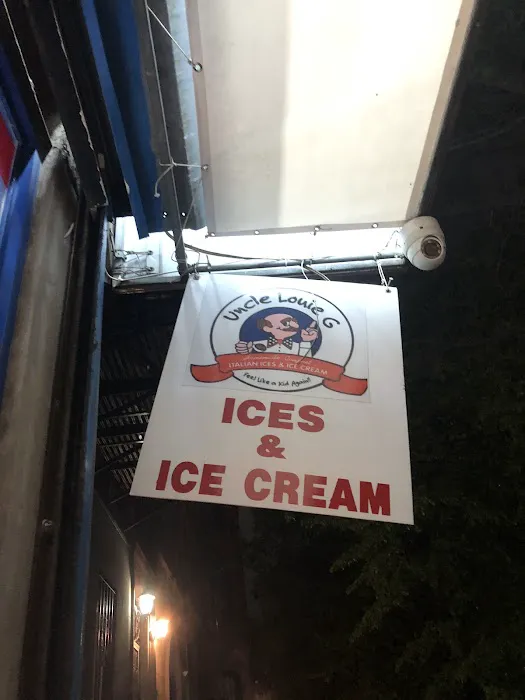 Uncle Louie G
ITALIAN ICES & ICE CREAM
Feel Like a Kid Again!!
ICES
&
ICE CREAM